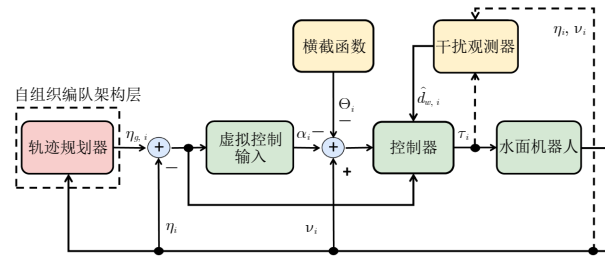 横截函数
干扰观测器
η_i, ν_i
自组织编队架构层
Θ_i
d̂_{w, i}
轨迹规划器
η_{g, i}
+
−
虚拟控制
输入
α_i
−
−
+
+
控制器
τ_i
水面机器人
η_i
ν_i